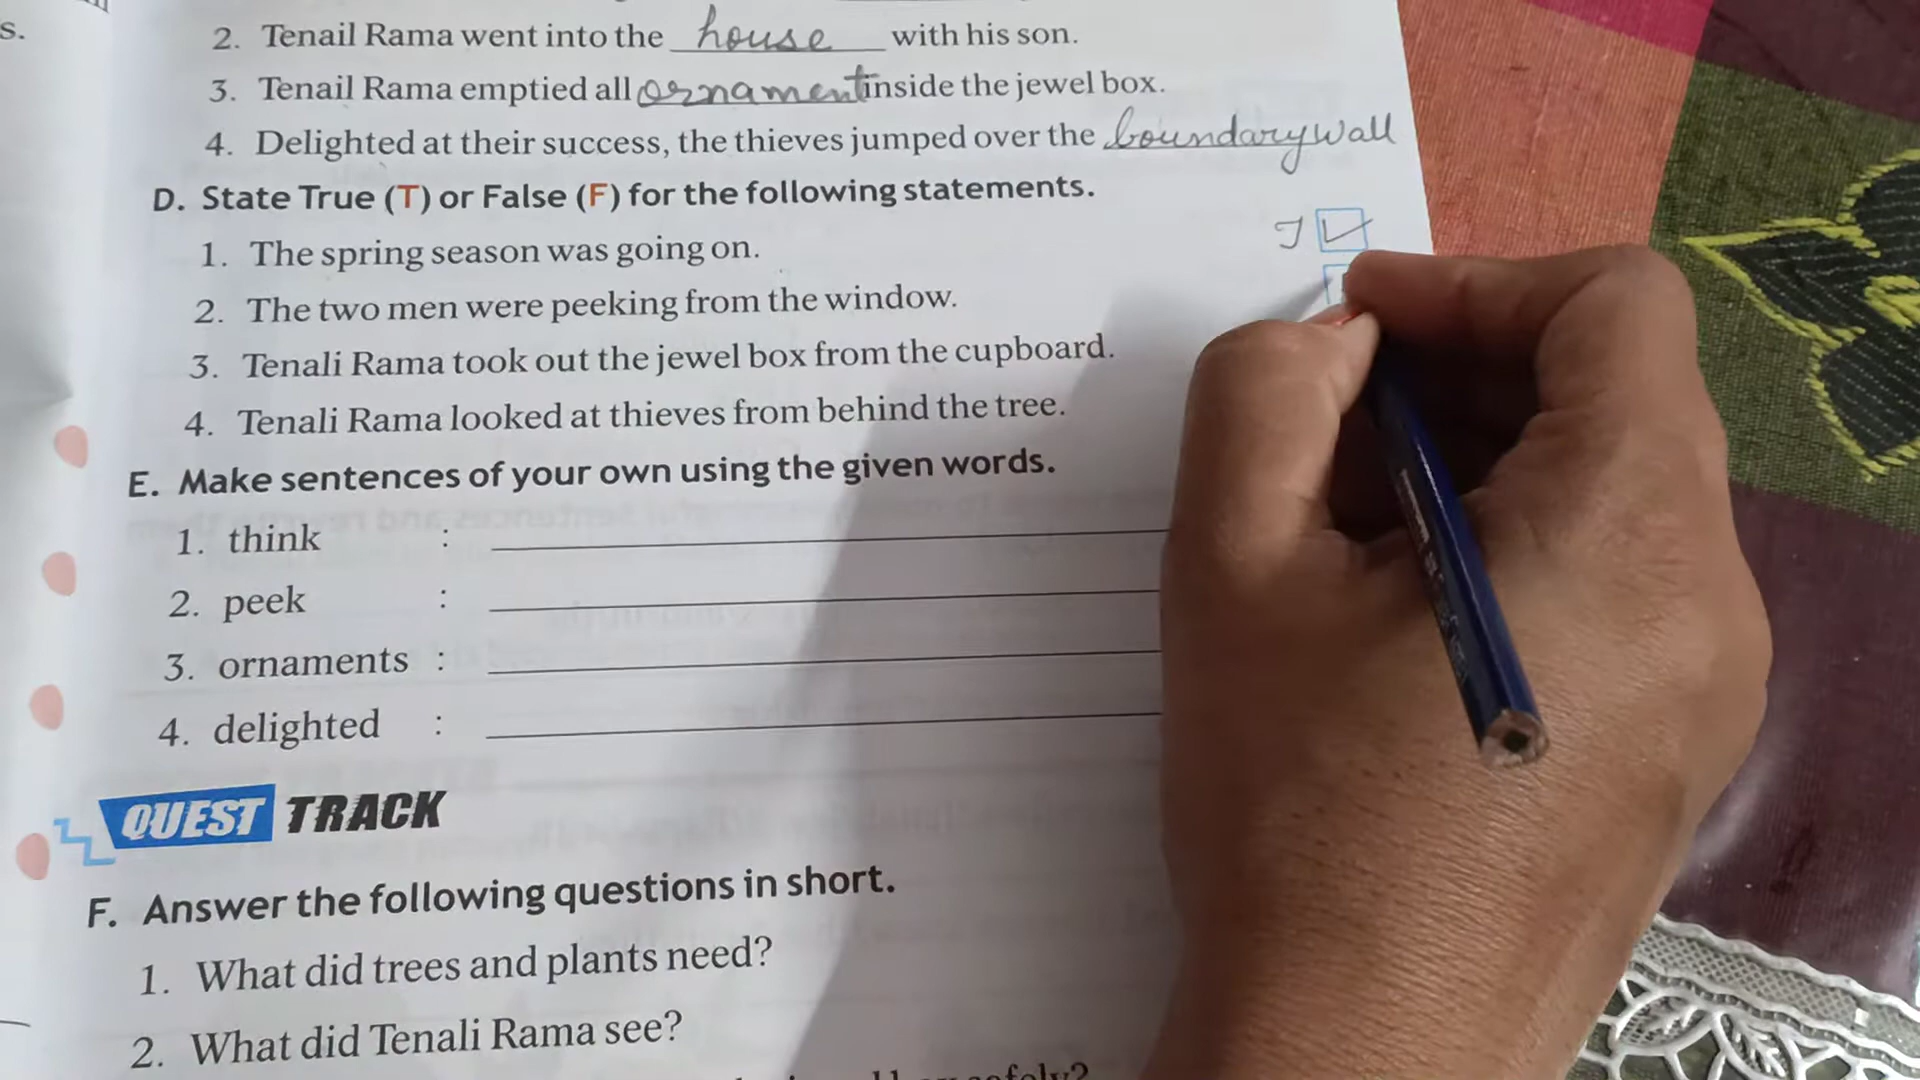 s.
2. Tenail Rama went into the house with his son.
3. Tenail Rama emptied all ornament inside the jewel box.
4. Delighted at their success, the thieves jumped over the boundary wall
D. State True (T) or False (F) for the following statements.
1. The spring season was going on. T
2. The two men were peeking from the window.
3. Tenali Rama took out the jewel box from the cupboard.
4. Tenali Rama looked at thieves from behind the tree.
E. Make sentences of your own using the given words.
1. think :
2. peek :
3. ornaments :
4. delighted :
QUEST TRACK
F. Answer the following questions in short.
1. What did trees and plants need?
2. What did Tenali Rama see?